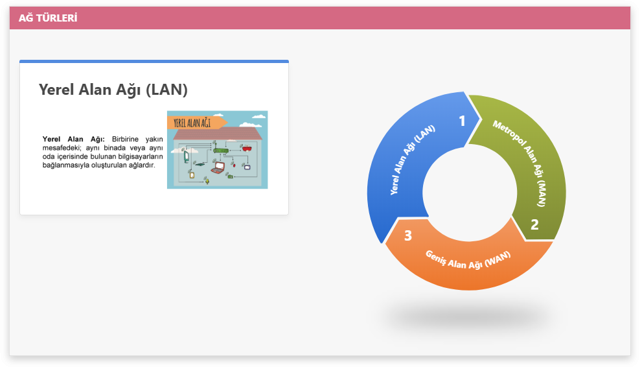 AĞ TÜRLERİ
Yerel Alan Ağı (LAN)
Yerel Alan Ağı: Birbirine yakın
mesafedeki; aynı binada veya aynı
oda içerisinde bulunan bilgisayarların
bağlanmasıyla oluşturulan ağlardır.
YEREL ALAN AĞI
1
Yerel Alan Ağı (LAN)
Metropol Alan Ağı (MAN)
2
3
Geniş Alan Ağı (WAN)